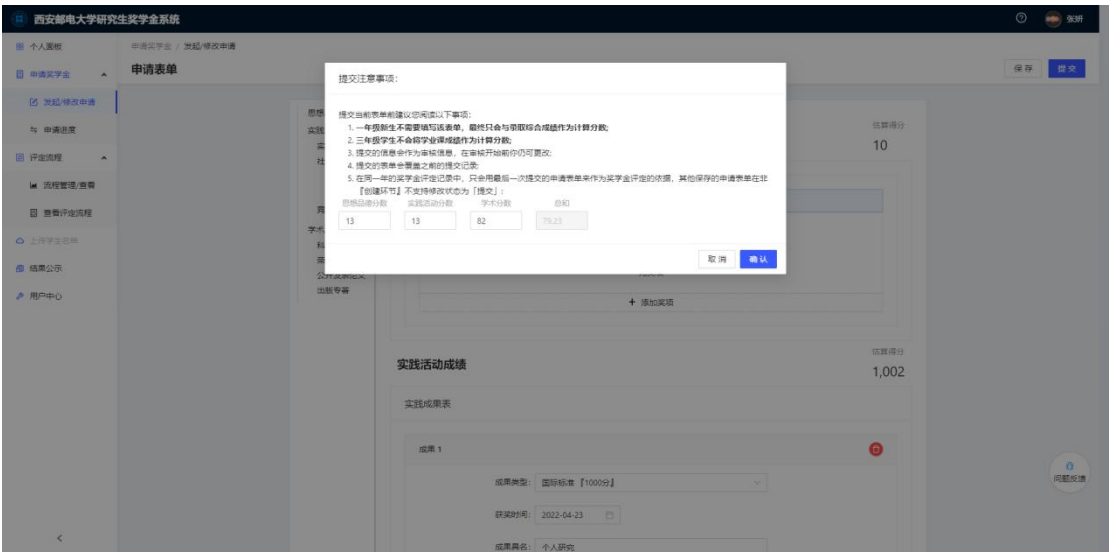 西安邮电大学研究生奖学金系统
张妍
个人面板
申请奖学金 / 发起/修改申请
申请奖学金
申请表单
保存
提交
发起/修改申请
申请进度
评定流程
流程管理/查看
查看评定流程
上传学生名单
结果公示
用户中心
提交注意事项：
提交当前表单前建议您阅读以下事项：
1. 一年级新生不需要填写该表单，最终只会与录取综合成绩作为计算分数;
2. 三年级学生不会将学业课成绩作为计算分数;
3. 提交的信息会作为审核信息，在审核开始前你仍可更改;
4. 提交的表单会覆盖之前的提交记录;
5. 在同一年的奖学金评定记录中，只会用最后一次提交的申请表单来作为奖学金评定的依据，其他保存的申请表单在非
『创建环节』不支持修改状态为「提交」;
思想品德分数
实践活动分数
学术分数
总和
13
13
82
79.23
取消
确认
思想
实践
学术
公开发表论文
出版专著
估算得分
10
添加奖项
实践活动成绩
估算得分
1,002
实践成果表
成果 1
成果类型:
国际标准『1000分』
获奖时间:
2022-04-23
成果具名:
个人研究
问题反馈